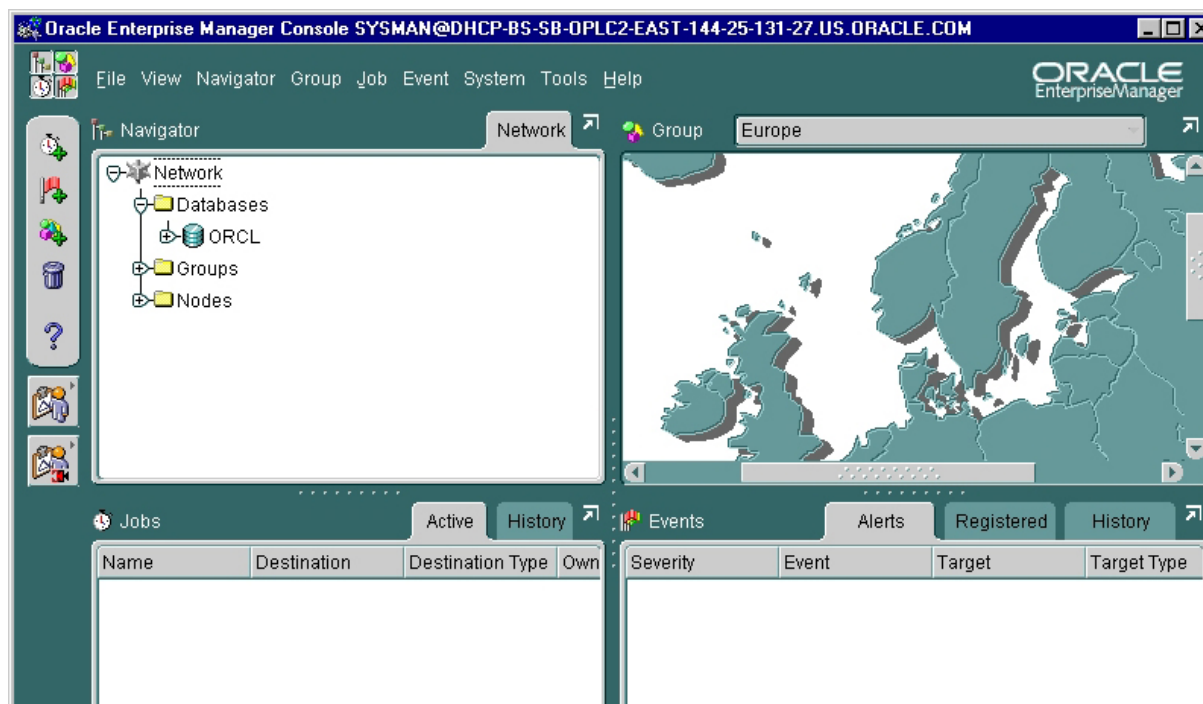 Oracle Enterprise Manager Console SYSMAN@DHCP-BS-SB-OPLC2-EAST-144-25-131-27.US.ORACLE.COM
File View Navigator Group Job Event System Tools Help
ORACLE
EnterpriseManager
Navigator
Network
Network
Databases
ORCL
Groups
Nodes
Group
Europe
Jobs
Active
History
Name Destination Destination Type Own
Events
Alerts
Registered
History
Severity Event Target Target Type